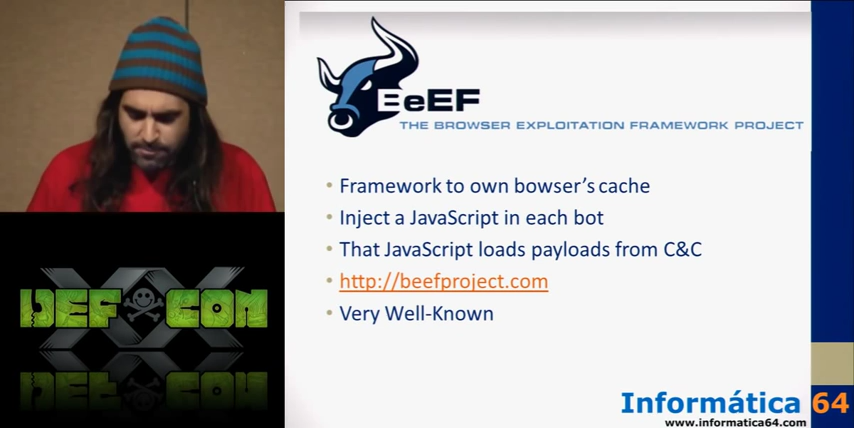 BeEF
THE BROWSER EXPLOITATION FRAMEWORK PROJECT
• Framework to own bowser's cache
• Inject a JavaScript in each bot
• That JavaScript loads payloads from C&C
• http://beefproject.com
• Very Well-Known
DEF CON
XX
Informática 64
www.informatica64.com